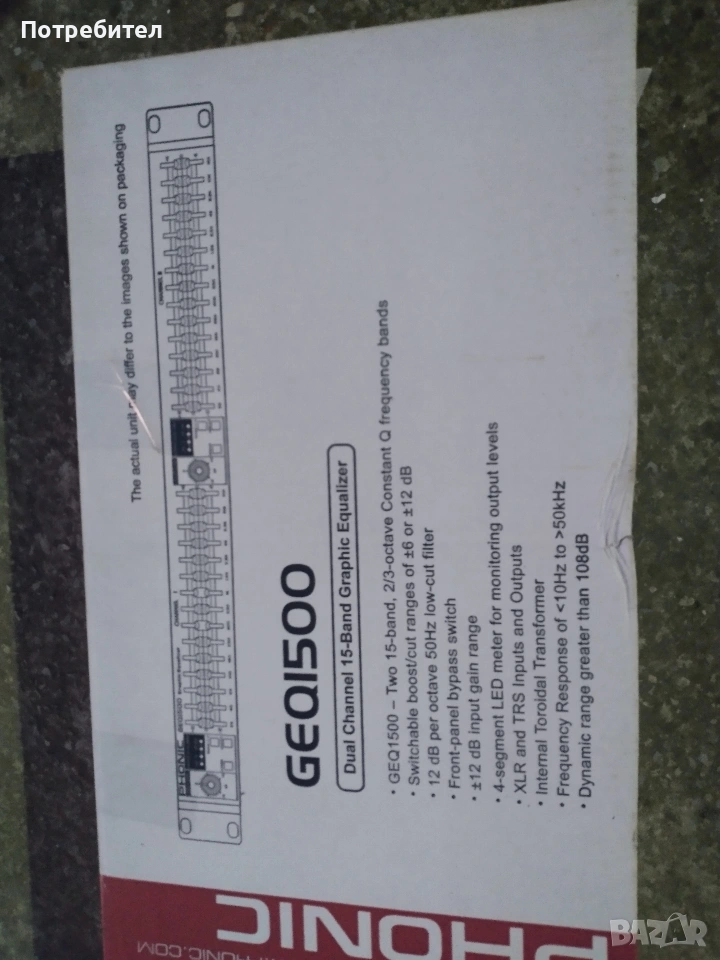 Потребител
The actual unit may differ to the images shown on packaging
PHONIC
CHANNEL 1
GEQ1500
Dual Channel 15-Band Graphic Equalizer
• GEQ1500 – Two 15-band, 2/3-octave Constant Q frequency bands
• Switchable boost/cut ranges of ±6 or ±12 dB
• 12 dB per octave 50Hz low-cut filter
• Front-panel bypass switch
• ±12 dB input gain range
• 4-segment LED meter for monitoring output levels
• XLR and TRS Inputs and Outputs
• Internal Toroidal Transformer
• Frequency Response of <10Hz to >50kHz
• Dynamic range greater than 108dB
PHONIC
PHONIC.COM
BAZAR